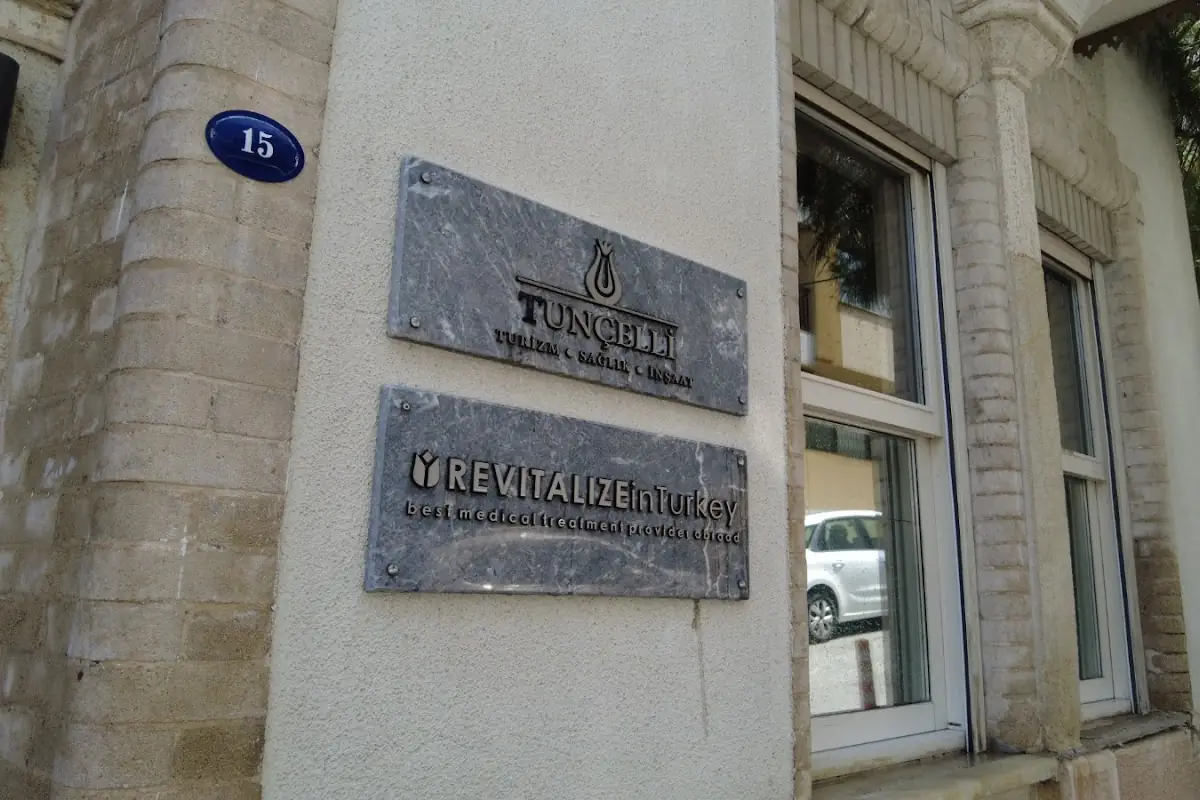 15
TUNÇELLİ
TURİZM • SAĞLIK • İNŞAAT
REVITALIZEinTurkey
best medical treatment provider abroad